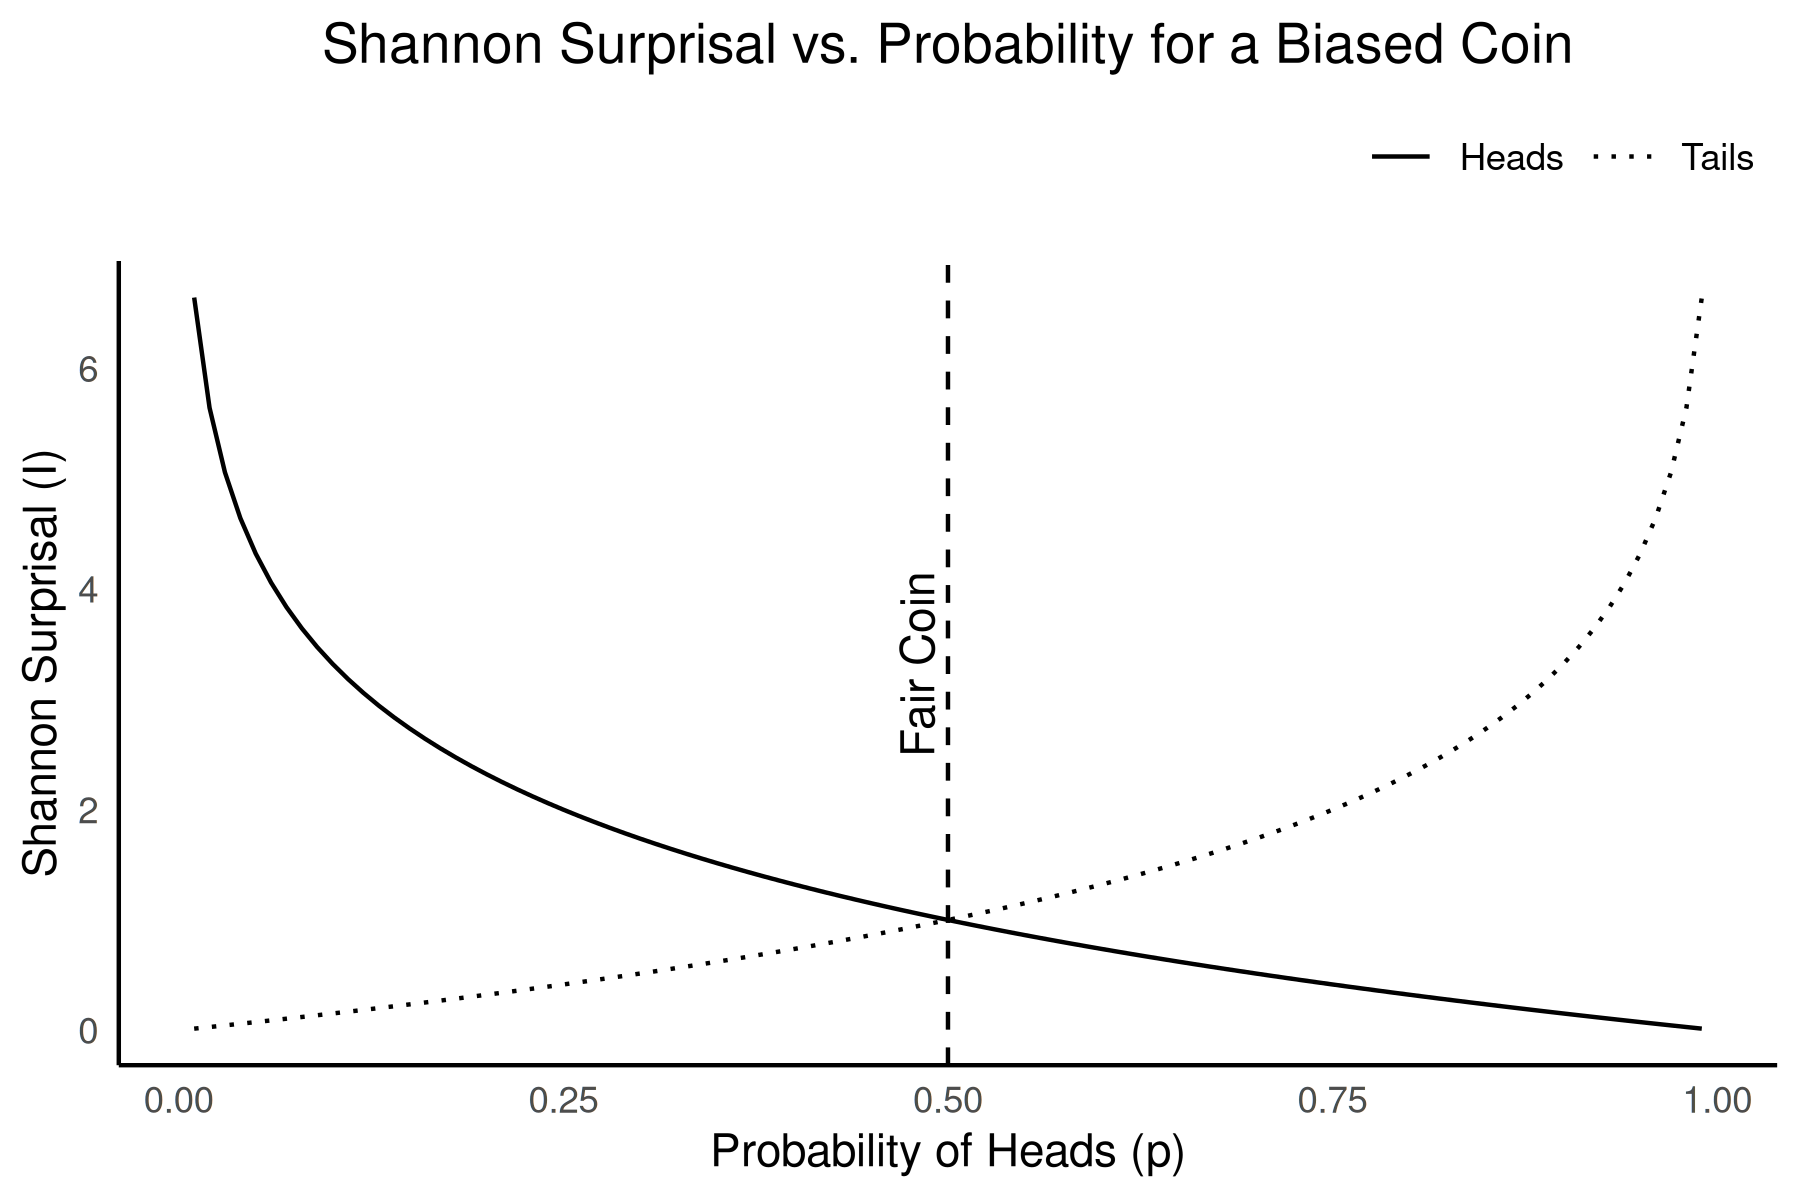 Shannon Surprisal vs. Probability for a Biased Coin
Heads
Tails
Shannon Surprisal (I)
6
4
2
0
Fair Coin
0.00
0.25
0.50
0.75
1.00
Probability of Heads (p)